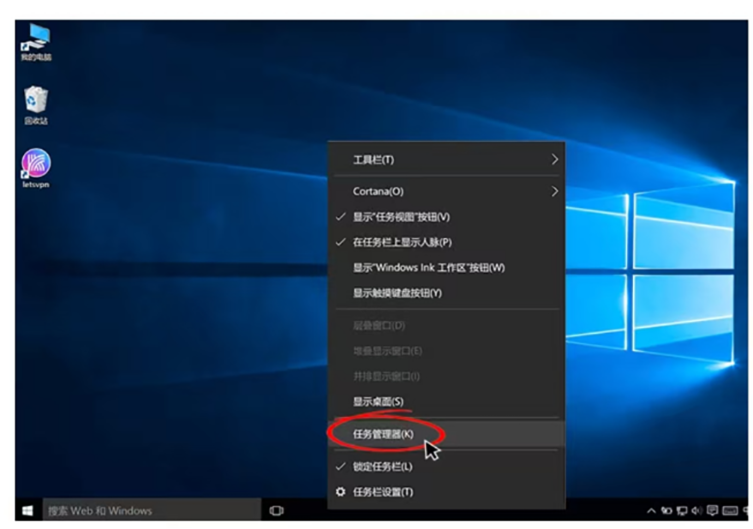 我的电脑
回收站
letsvpn
工具栏(T)
Cortana(O)
显示"任务视图"按钮(V)
在任务栏上显示人脉(P)
显示"Windows Ink 工作区"按钮(W)
显示触摸键盘按钮(Y)
层叠窗口(D)
堆叠显示窗口(E)
并排显示窗口(I)
显示桌面(S)
任务管理器(K)
锁定任务栏(L)
任务栏设置(T)
搜索 Web 和 Windows